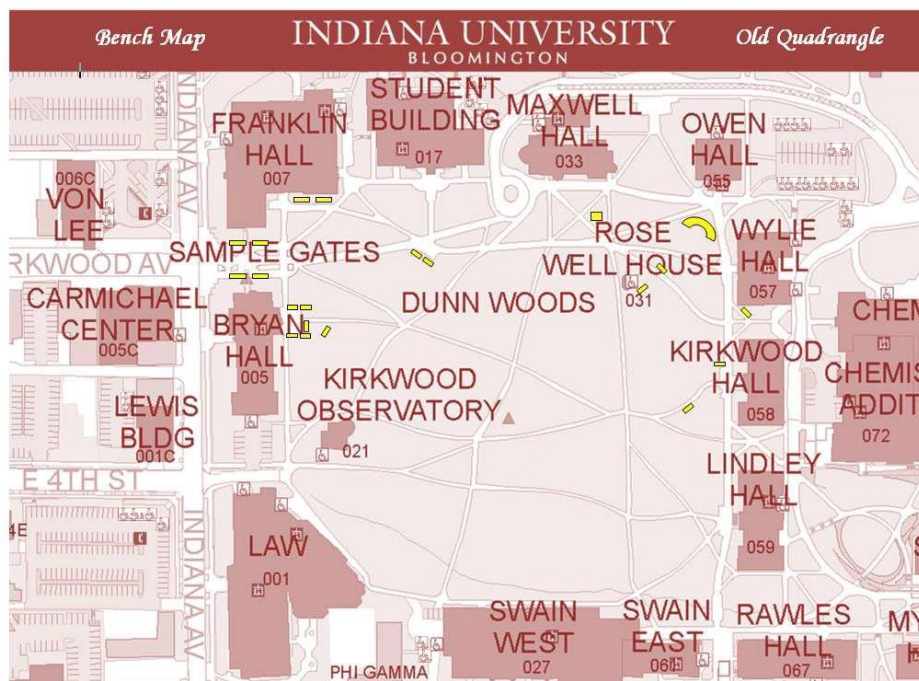 Bench Map
INDIANA UNIVERSITY
BLOOMINGTON
Old Quadrangle
INDIANA AV
FRANKLIN
HALL
007
STUDENT
BUILDING
017
MAXWELL
HALL
033
OWEN
HALL
055
006C
VON
LEE
SAMPLE GATES
RKWOOD AV
ROSE
WELL HOUSE
031
WYLIE
HALL
057
CARMICHAEL
CENTER
005C
BRYAN
HALL
005
DUNN WOODS
CHEM
KIRKWOOD
HALL
058
CHEMIS
ADDIT
072
KIRKWOOD
OBSERVATORY
021
LEWIS
BLDG
001C
E 4TH ST
LINDLEY
HALL
059
INDIANA AV
4E
LAW
001
SWAIN
WEST
027
SWAIN
EAST
RAWLES
HALL
067
MY
PHI GAMMA